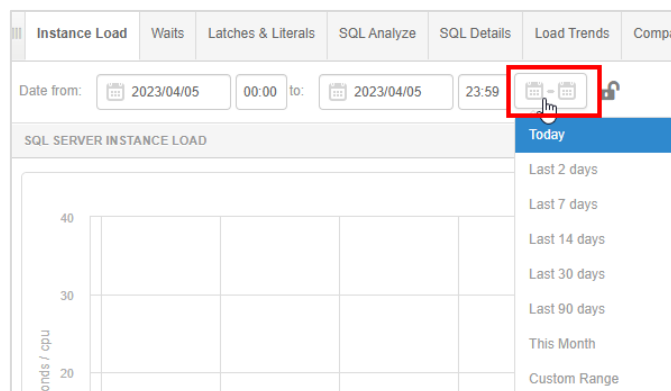 Instance Load Waits Latches & Literals SQL Analyze SQL Details Load Trends
Date from: 2023/04/05 00:00 to: 2023/04/05 23:59 -
SQL SERVER INSTANCE LOAD
Today
Last 2 days
Last 7 days
Last 14 days
Last 30 days
Last 90 days
This Month
Custom Range
40
30
20
/ cpu